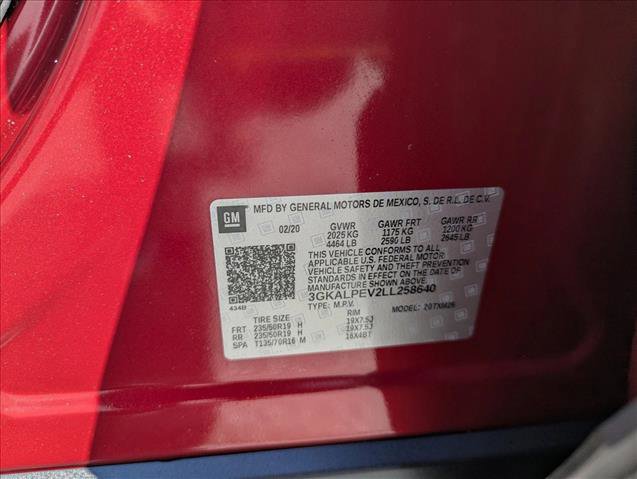 GM
MFD BY GENERAL MOTORS DE MEXICO, S. DE R.L. DE C.V.
02/20 GVWR GAWR FRT GAWR RR
2025 KG 1175 KG 1200 KG
4464 LB 2590 LB 2645 LB
THIS VEHICLE CONFORMS TO ALL
APPLICABLE U.S. FEDERAL MOTOR
VEHICLE SAFETY AND THEFT PREVENTION
STANDARDS IN EFFECT ON THE DATE OF
MANUFACTURE SHOWN ABOVE.
3GKALPEV2LL258640
434B TYPE: M.P.V. MODEL: 20TXM26
TIRE SIZE RIM
FRT 235/50R19 H 19X7.5J
RR 235/50R19 H 19X7.5J
SPA T135/70R16 M 16X4BT